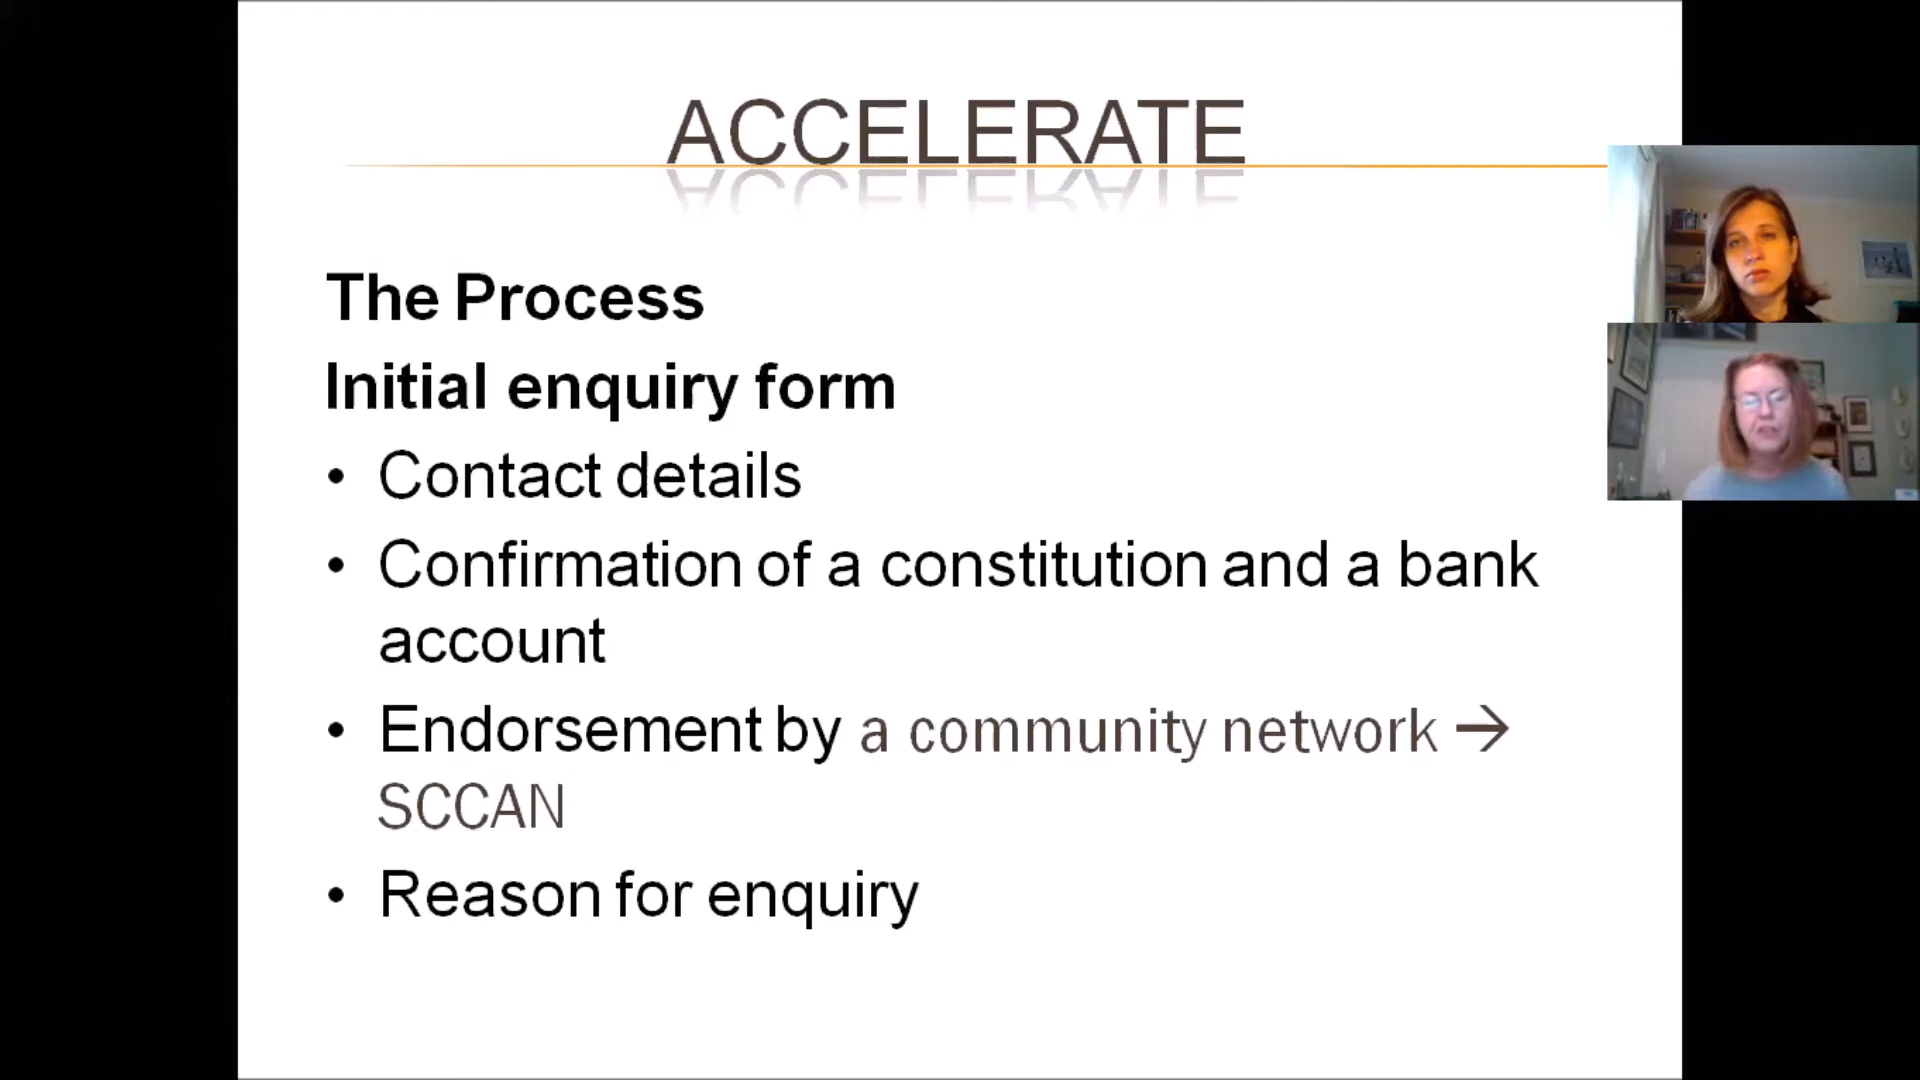 ACCELERATE
The Process
Initial enquiry form
• Contact details
• Confirmation of a constitution and a bank
account
• Endorsement by a community network →
SCCAN
• Reason for enquiry